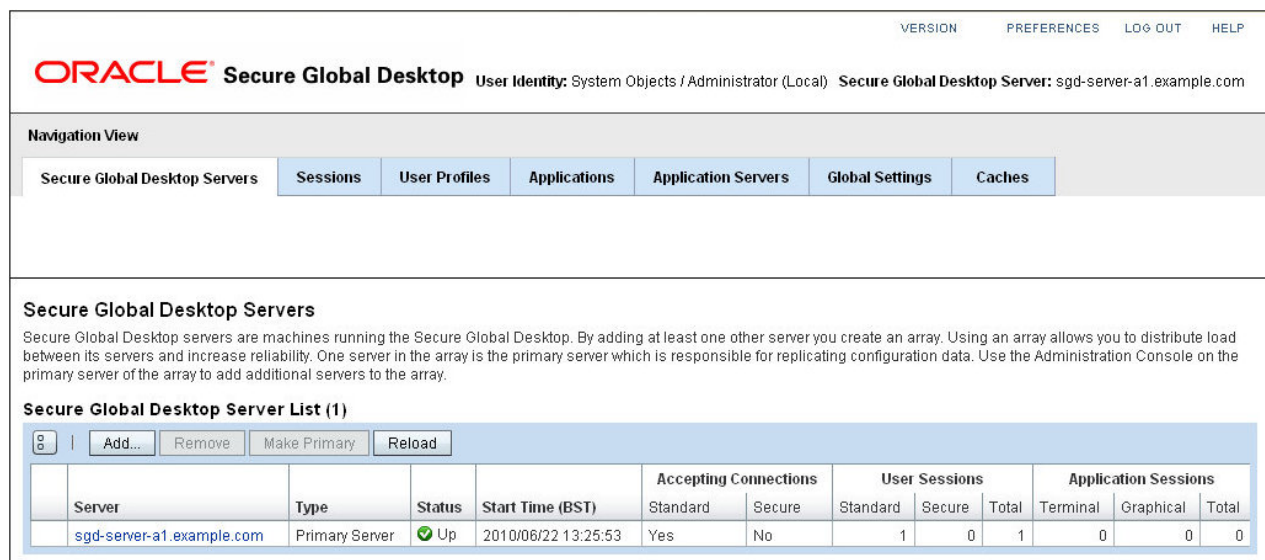 VERSION PREFERENCES LOG OUT HELP
ORACLE Secure Global Desktop User Identity: System Objects / Administrator (Local) Secure Global Desktop Server: sgd-server-a1.example.com
Navigation View
Secure Global Desktop Servers Sessions User Profiles Applications Application Servers Global Settings Caches
Secure Global Desktop Servers
Secure Global Desktop servers are machines running the Secure Global Desktop. By adding at least one other server you create an array. Using an array allows you to distribute load
between its servers and increase reliability. One server in the array is the primary server which is responsible for replicating configuration data. Use the Administration Console on the
primary server of the array to add additional servers to the array.
Secure Global Desktop Server List (1)
Add... Remove Make Primary Reload
Accepting Connections User Sessions Application Sessions
Server Type Status Start Time (BST) Standard Secure Standard Secure Total Terminal Graphical Total
sgd-server-a1.example.com Primary Server Up 2010/06/22 13:25:53 Yes No 1 0 1 0 0 0